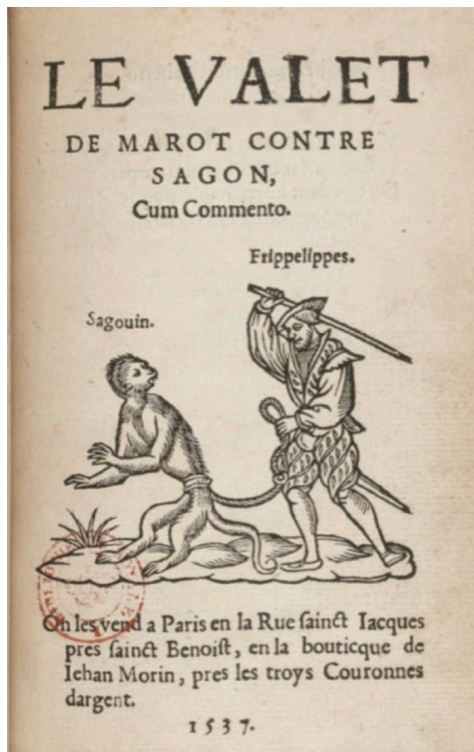 LE VALET
DE MAROT CONTRE
SAGON,
Cum Commento.
Frippelippes.
Sagouin.
On les vend a Paris en la Rue ſainct Iacques
pres ſainct Benoiſt, en la bouticque de
Iehan Morin, pres les troys Couronnes
dargent.
1537.